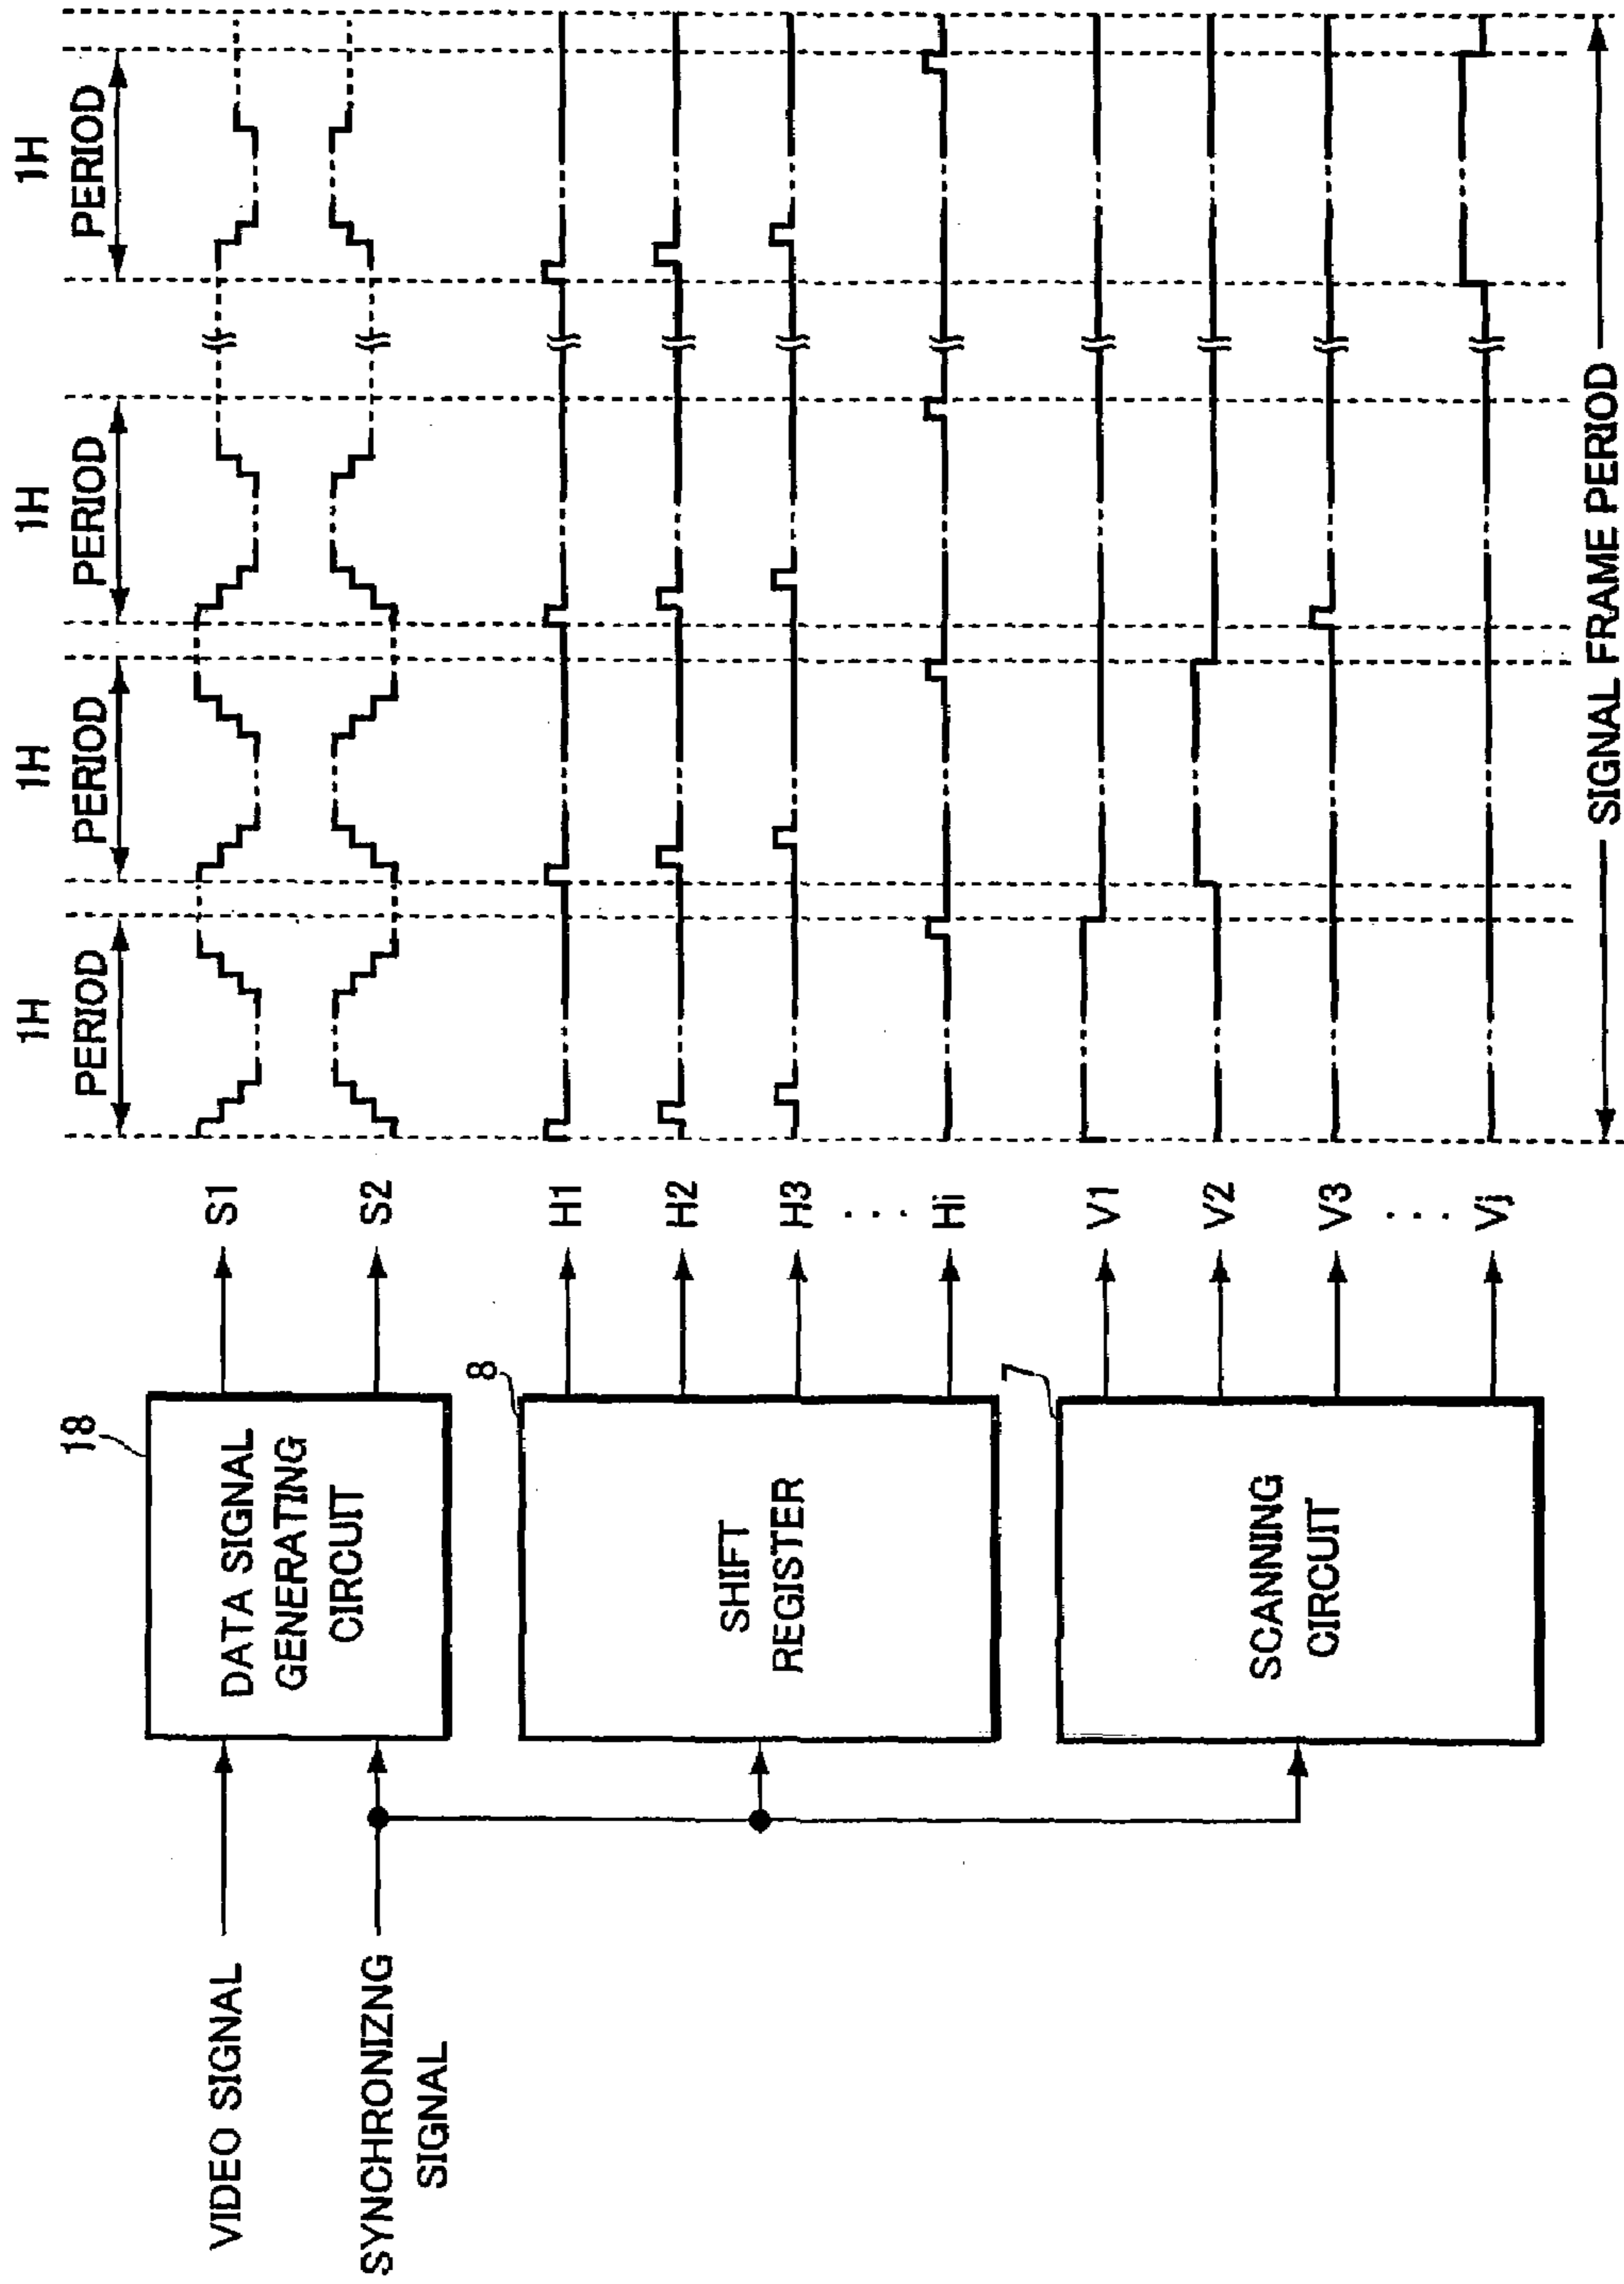 1H
PERIOD
1H
PERIOD
1H
PERIOD
1H
PERIOD
VIDEO SIGNAL
SYNCHRONIZNG
SIGNAL
18
DATA SIGNAL
GENERATING
CIRCUIT
S1
S2
8
SHIFT
REGISTER
H1
H2
H3
Hi
7
SCANNING
CIRCUIT
V1
V2
V3
Vj
SIGNAL FRAME PERIOD